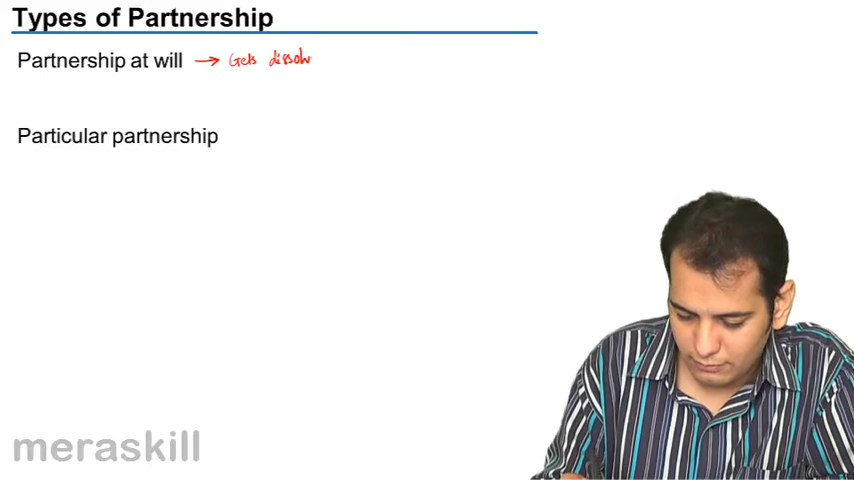 Types of Partnership
Partnership at will → Gets dissolv
Particular partnership
meraskill